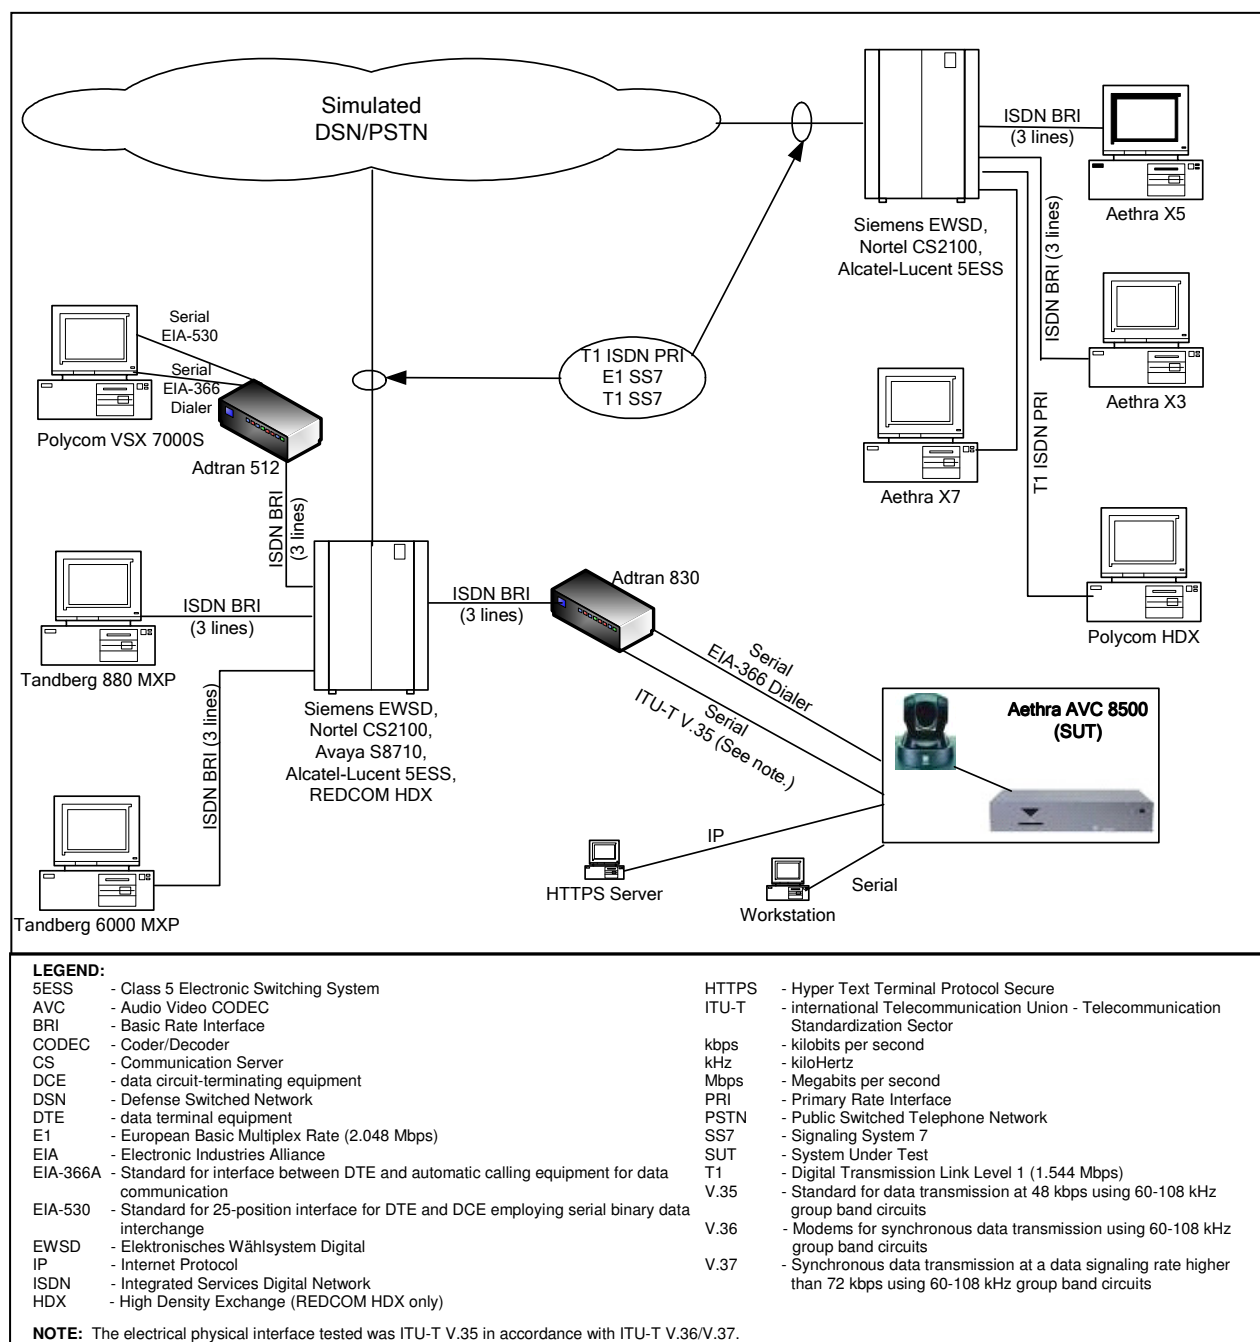 Simulated
DSN/PSTN
ISDN BRI
(3 lines)
Aethra X5
Siemens EWSD,
Nortel CS2100,
Alcatel-Lucent 5ESS
ISDN BRI (3 lines)
Aethra X3
T1 ISDN PRI
Aethra X7
Polycom HDX
T1 ISDN PRI
E1 SS7
T1 SS7
Serial
EIA-530
Serial
EIA-366
Dialer
Polycom VSX 7000S
Adtran 512
ISDN BRI
(3 lines)
ISDN BRI
(3 lines)
Tandberg 880 MXP
ISDN BRI (3 lines)
Tandberg 6000 MXP
Siemens EWSD,
Nortel CS2100,
Avaya S8710,
Alcatel-Lucent 5ESS,
REDCOM HDX
ISDN BRI
(3 lines)
Adtran 830
Serial
EIA-366 Dialer
Serial
ITU-T V.35 (See note.)
Aethra AVC 8500
(SUT)
IP
HTTPS Server
Serial
Workstation
LEGEND:
5ESS - Class 5 Electronic Switching System
AVC - Audio Video CODEC
BRI - Basic Rate Interface
CODEC - Coder/Decoder
CS - Communication Server
DCE - data circuit-terminating equipment
DSN - Defense Switched Network
DTE - data terminal equipment
E1 - European Basic Multiplex Rate (2.048 Mbps)
EIA - Electronic Industries Alliance
EIA-366A - Standard for interface between DTE and automatic calling equipment for data
communication
EIA-530 - Standard for 25-position interface for DTE and DCE employing serial binary data
interchange
EWSD - Elektronisches Wählsystem Digital
IP - Internet Protocol
ISDN - Integrated Services Digital Network
HDX - High Density Exchange (REDCOM HDX only)
HTTPS - Hyper Text Terminal Protocol Secure
ITU-T - international Telecommunication Union - Telecommunication
Standardization Sector
kbps - kilobits per second
kHz - kiloHertz
Mbps - Megabits per second
PRI - Primary Rate Interface
PSTN - Public Switched Telephone Network
SS7 - Signaling System 7
SUT - System Under Test
T1 - Digital Transmission Link Level 1 (1.544 Mbps)
V.35 - Standard for data transmission at 48 kbps using 60-108 kHz
group band circuits
V.36 - Modems for synchronous data transmission using 60-108 kHz
group band circuits
V.37 - Synchronous data transmission at a data signaling rate higher
than 72 kbps using 60-108 kHz group band circuits
NOTE: The electrical physical interface tested was ITU-T V.35 in accordance with ITU-T V.36/V.37.